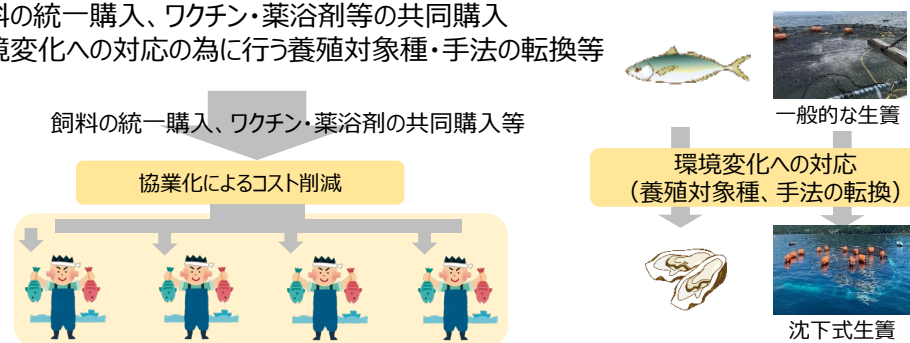 料の統一購入、ワクチン・薬浴剤等の共同購入
境変化への対応の為に行う養殖対象種・手法の転換等
飼料の統一購入、ワクチン・薬浴剤の共同購入等
協業化によるコスト削減
一般的な生簀
環境変化への対応
（養殖対象種、手法の転換）
沈下式生簀